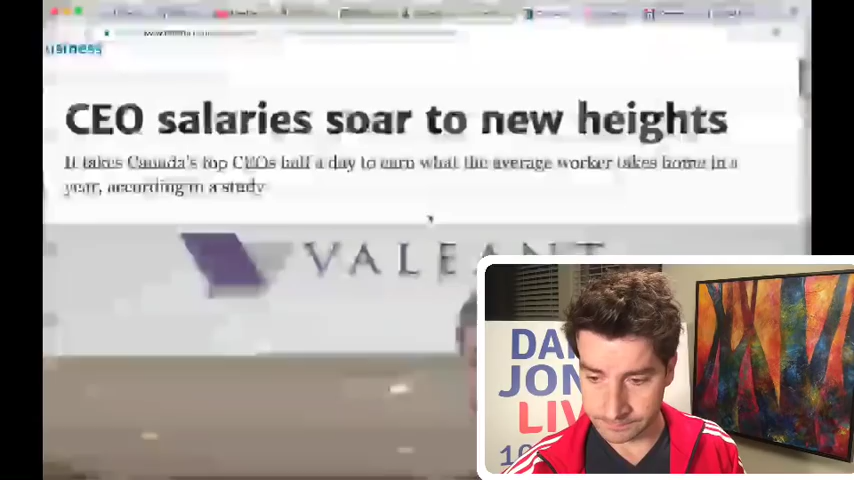 usiness
CEO salaries soar to new heights
It takes Canada's top CEOs half a day to earn what the average worker takes home in a
year, according to a study
VALEANT
DA
JON
LIV
10